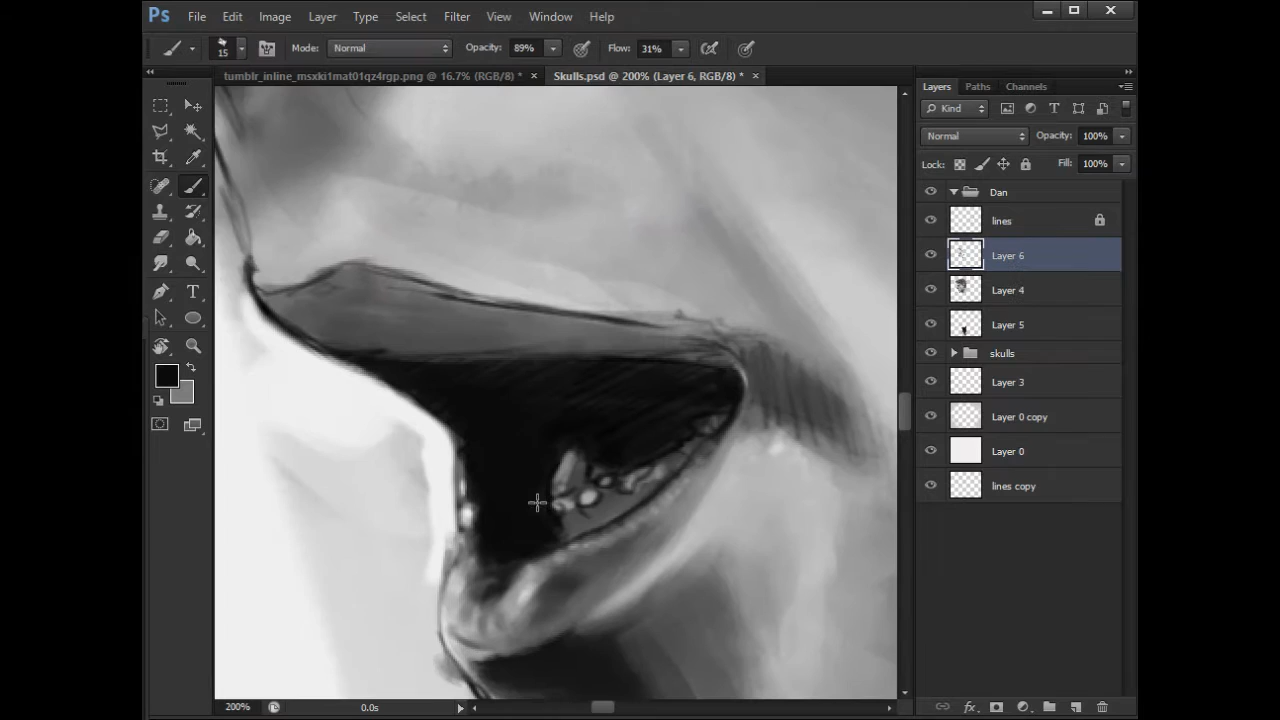 Ps File Edit Image Layer Type Select Filter View Window Help
15 Mode: Normal Opacity: 89% Flow: 31%
tumblr_inline_msxki1mat01qz4rgp.png @ 16.7% (RGB/8) * × Skulls.psd @ 200% (Layer 6, RGB/8) * ×
Layers Paths Channels
Kind T
Normal Opacity: 100%
Lock: Fill: 100%
Dan
lines
Layer 6
Layer 4
Layer 5
skulls
Layer 3
Layer 0 copy
Layer 0
lines copy
T
200% 0.0s
fx